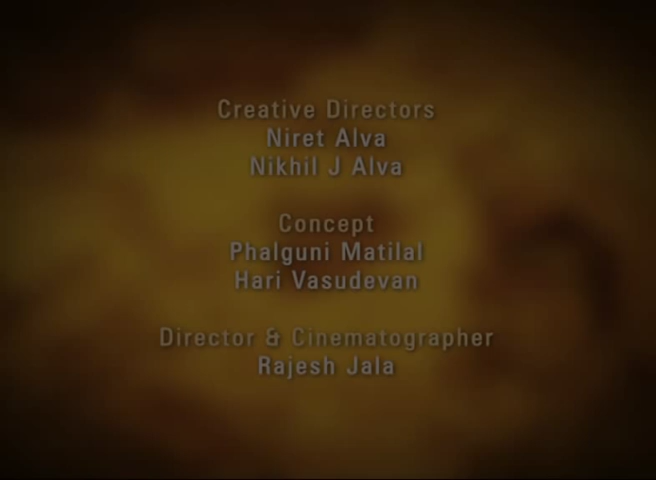 Creative Directors
Niret Alva
Nikhil J Alva
Concept
Phalguni Matilal
Hari Vasudevan
Director & Cinematographer
Rajesh Jala